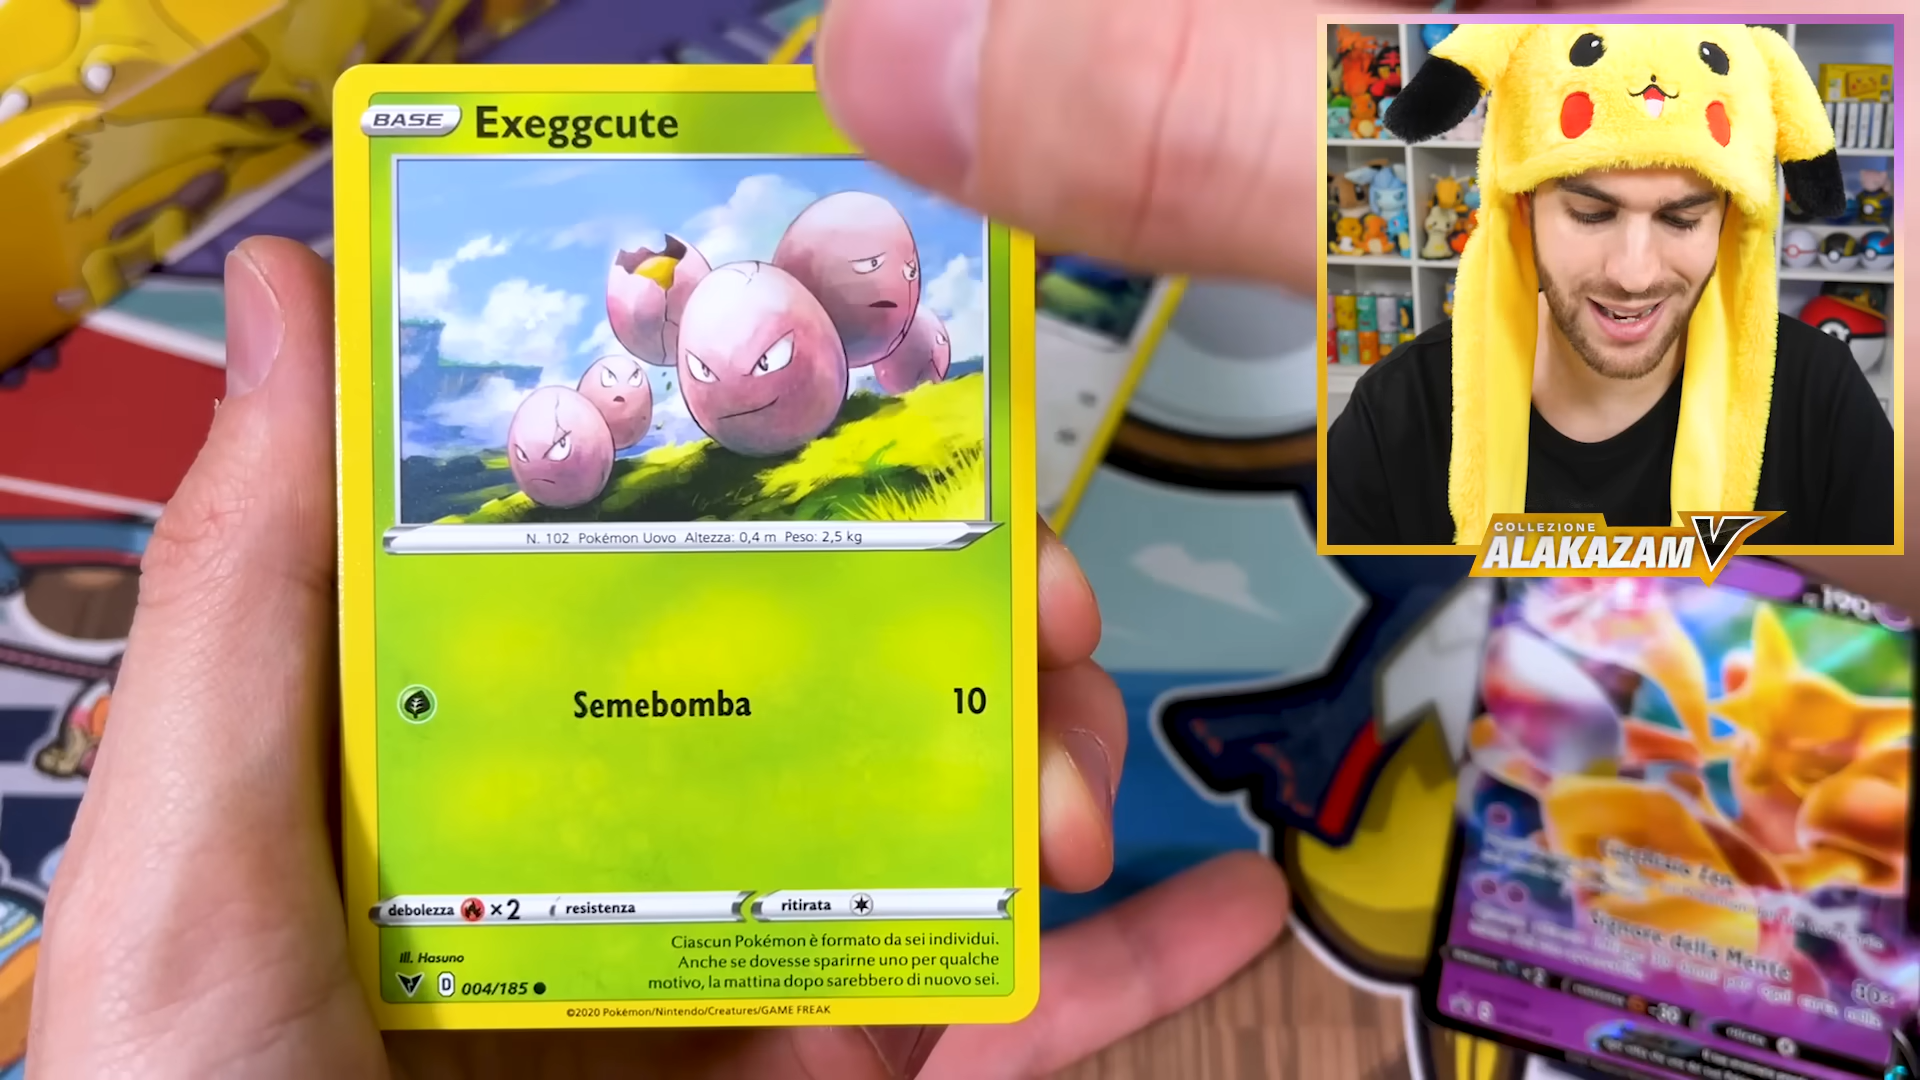 BASE Exeggcute
N. 102 Pokémon Uovo Altezza: 0,4 m Peso: 2,5 kg
Semebomba 10
debolezza ×2 resistenza ritirata
Ill. Hasuno
Ciascun Pokémon è formato da sei individui.
Anche se dovesse sparirne uno per qualche
motivo, la mattina dopo sarebbero di nuovo sei.
D 004/185
©2020 Pokémon/Nintendo/Creatures/GAME FREAK
COLLEZIONE
ALAKAZAM V
190
Zen
Signore della Mente